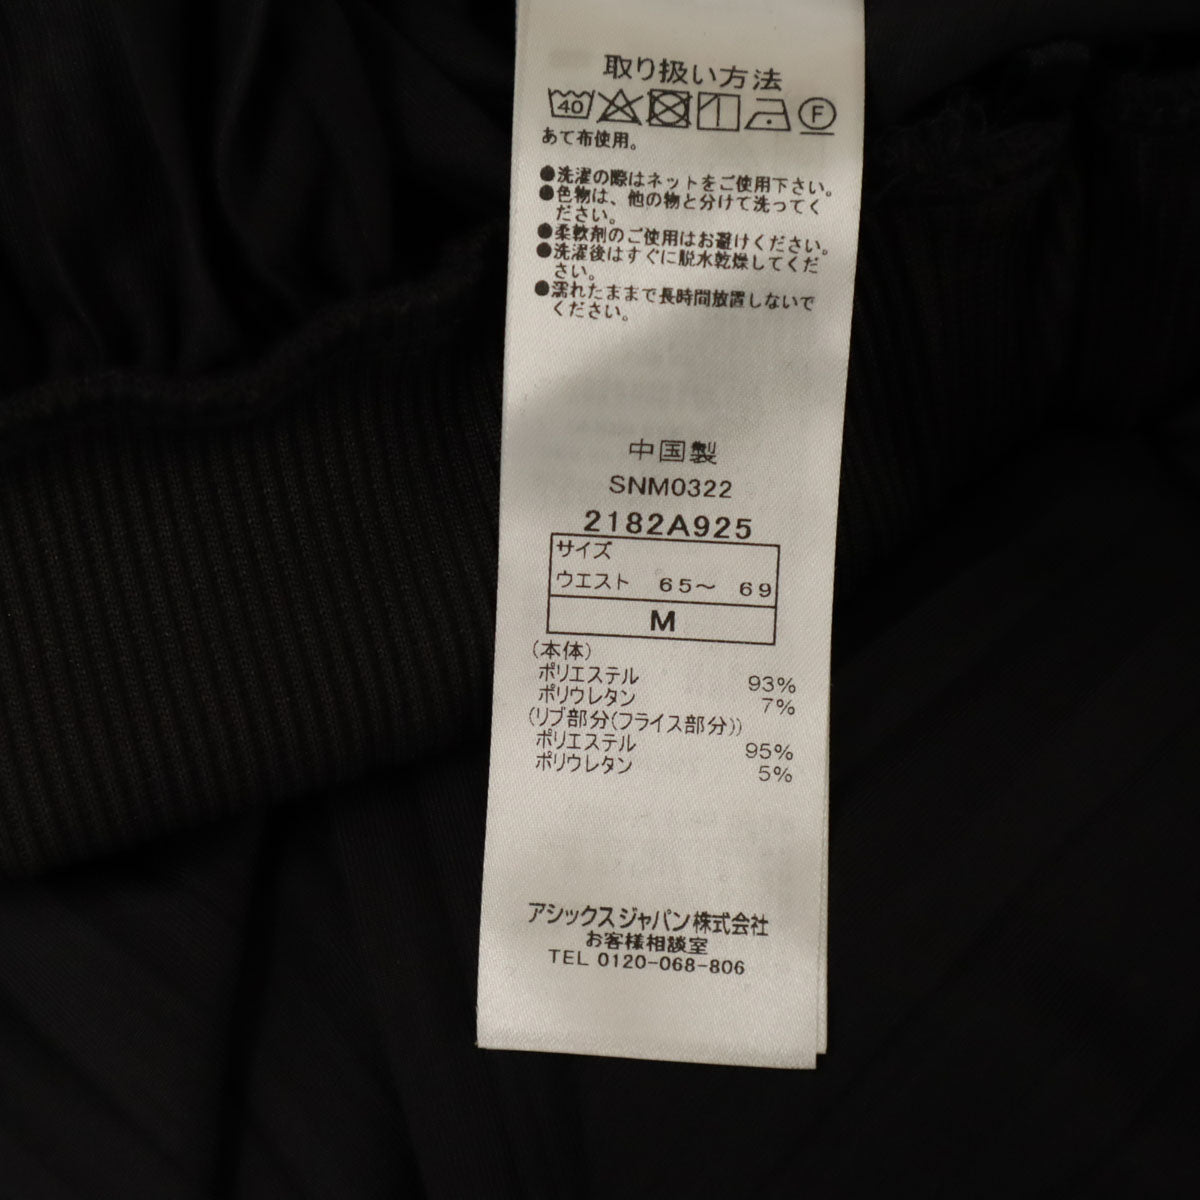 取り扱い方法
40
F
あて布使用。
●洗濯の際はネットをご使用下さい。
●色物は、他の物と分けて洗ってく
ださい。
●柔軟剤のご使用はお避けください。
●洗濯後はすぐに脱水乾燥してくだ
さい。
●濡れたままで長時間放置しないで
ください。
中国製
SNM0322
2182A925
サイズ
ウエスト 65～ 69
M
(本体)
ポリエステル 93%
ポリウレタン 7%
(リブ部分(フライス部分))
ポリエステル 95%
ポリウレタン 5%
アシックスジャパン株式会社
お客様相談室
TEL 0120-068-806